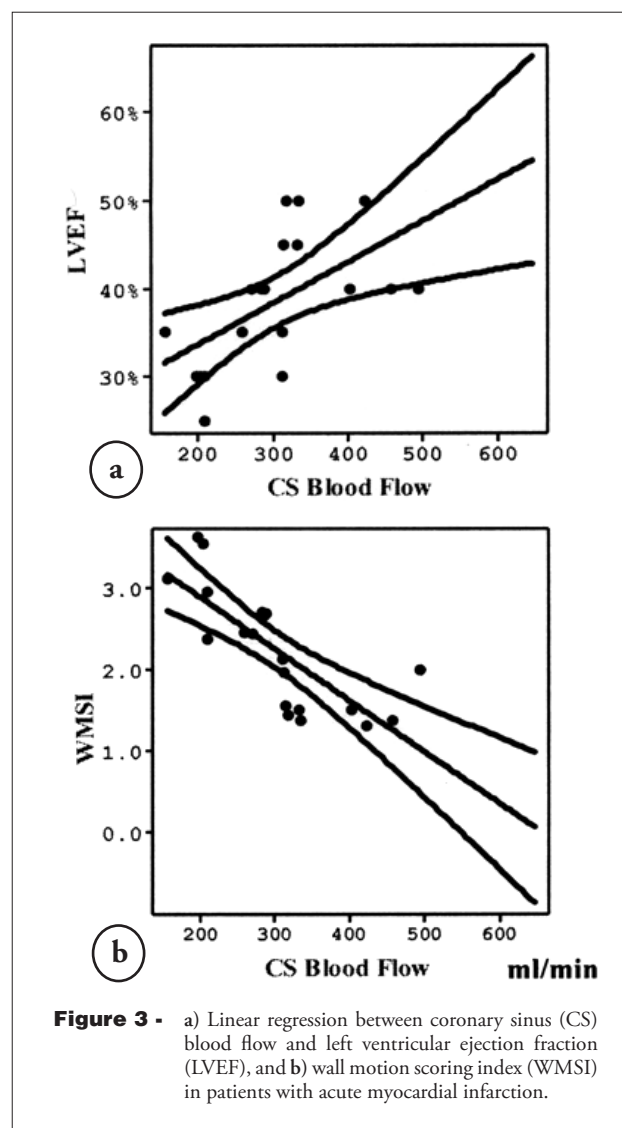 60%
50%
LVEF
40%
30%
200 300 400 500 600
a
CS Blood Flow
3.0
2.0
WMSI
1.0
0.0
200 300 400 500 600
b
CS Blood Flow ml/min
Figure 3 - a) Linear regression between coronary sinus (CS)
blood flow and left ventricular ejection fraction
(LVEF), and b) wall motion scoring index (WMSI)
in patients with acute myocardial infarction.